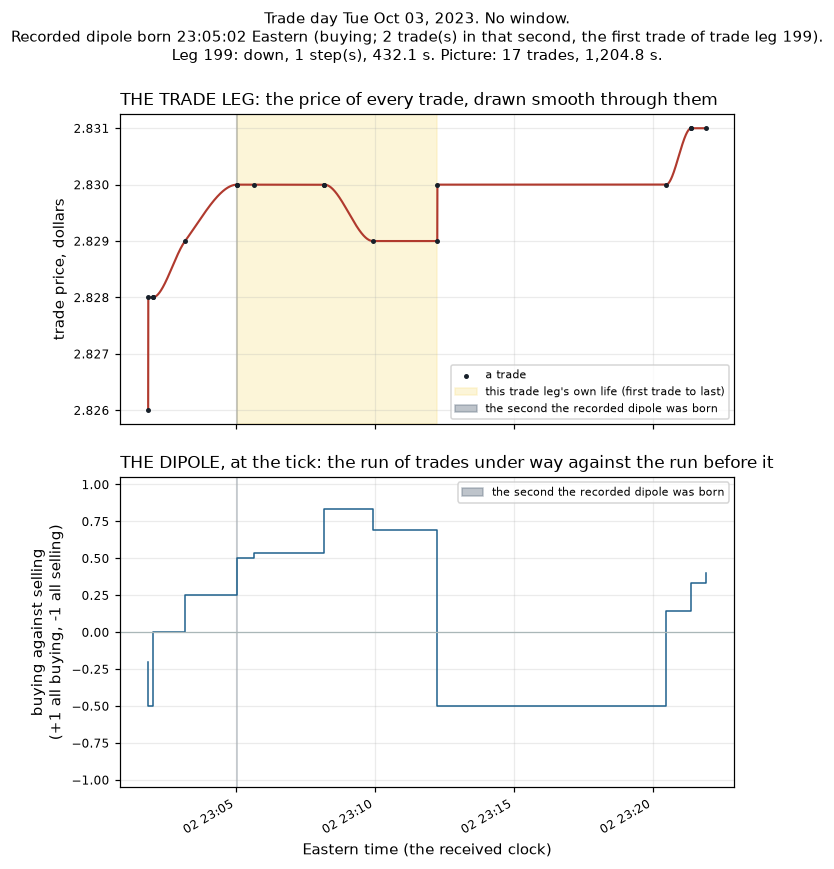 Trade day Tue Oct 03, 2023. No window.
Recorded dipole born 23:05:02 Eastern (buying; 2 trade(s) in that second, the first trade of trade leg 199).
Leg 199: down, 1 step(s), 432.1 s. Picture: 17 trades, 1,204.8 s.
THE TRADE LEG: the price of every trade, drawn smooth through them
trade price, dollars
2.831
2.830
2.829
2.828
2.827
2.826
a trade
this trade leg's own life (first trade to last)
the second the recorded dipole was born
THE DIPOLE, at the tick: the run of trades under way against the run before it
buying against selling
(+1 all buying, -1 all selling)
1.00
0.75
0.50
0.25
0.00
−0.25
−0.50
−0.75
−1.00
the second the recorded dipole was born
02 23:05
02 23:10
02 23:15
02 23:20
Eastern time (the received clock)